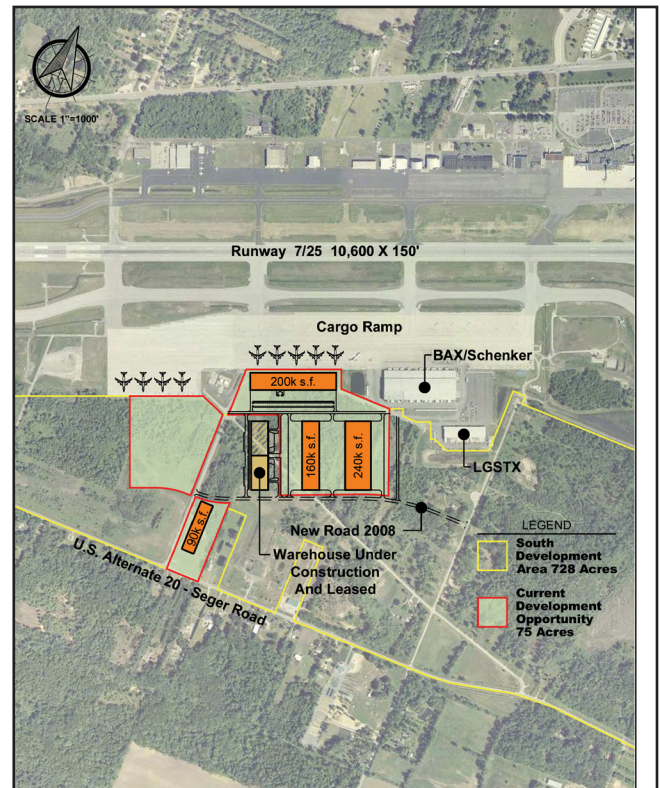 SCALE 1"=1000'
Runway 7/25 10,600 X 150'
Cargo Ramp
BAX/Schenker
200k s.f.
160k s.f.
240k s.f.
LGSTX
90k s.f.
New Road 2008
Warehouse Under
Construction
And Leased
U.S. Alternate 20 - Seger Road
LEGEND
South
Development
Area 728 Acres
Current
Development
Opportunity
75 Acres